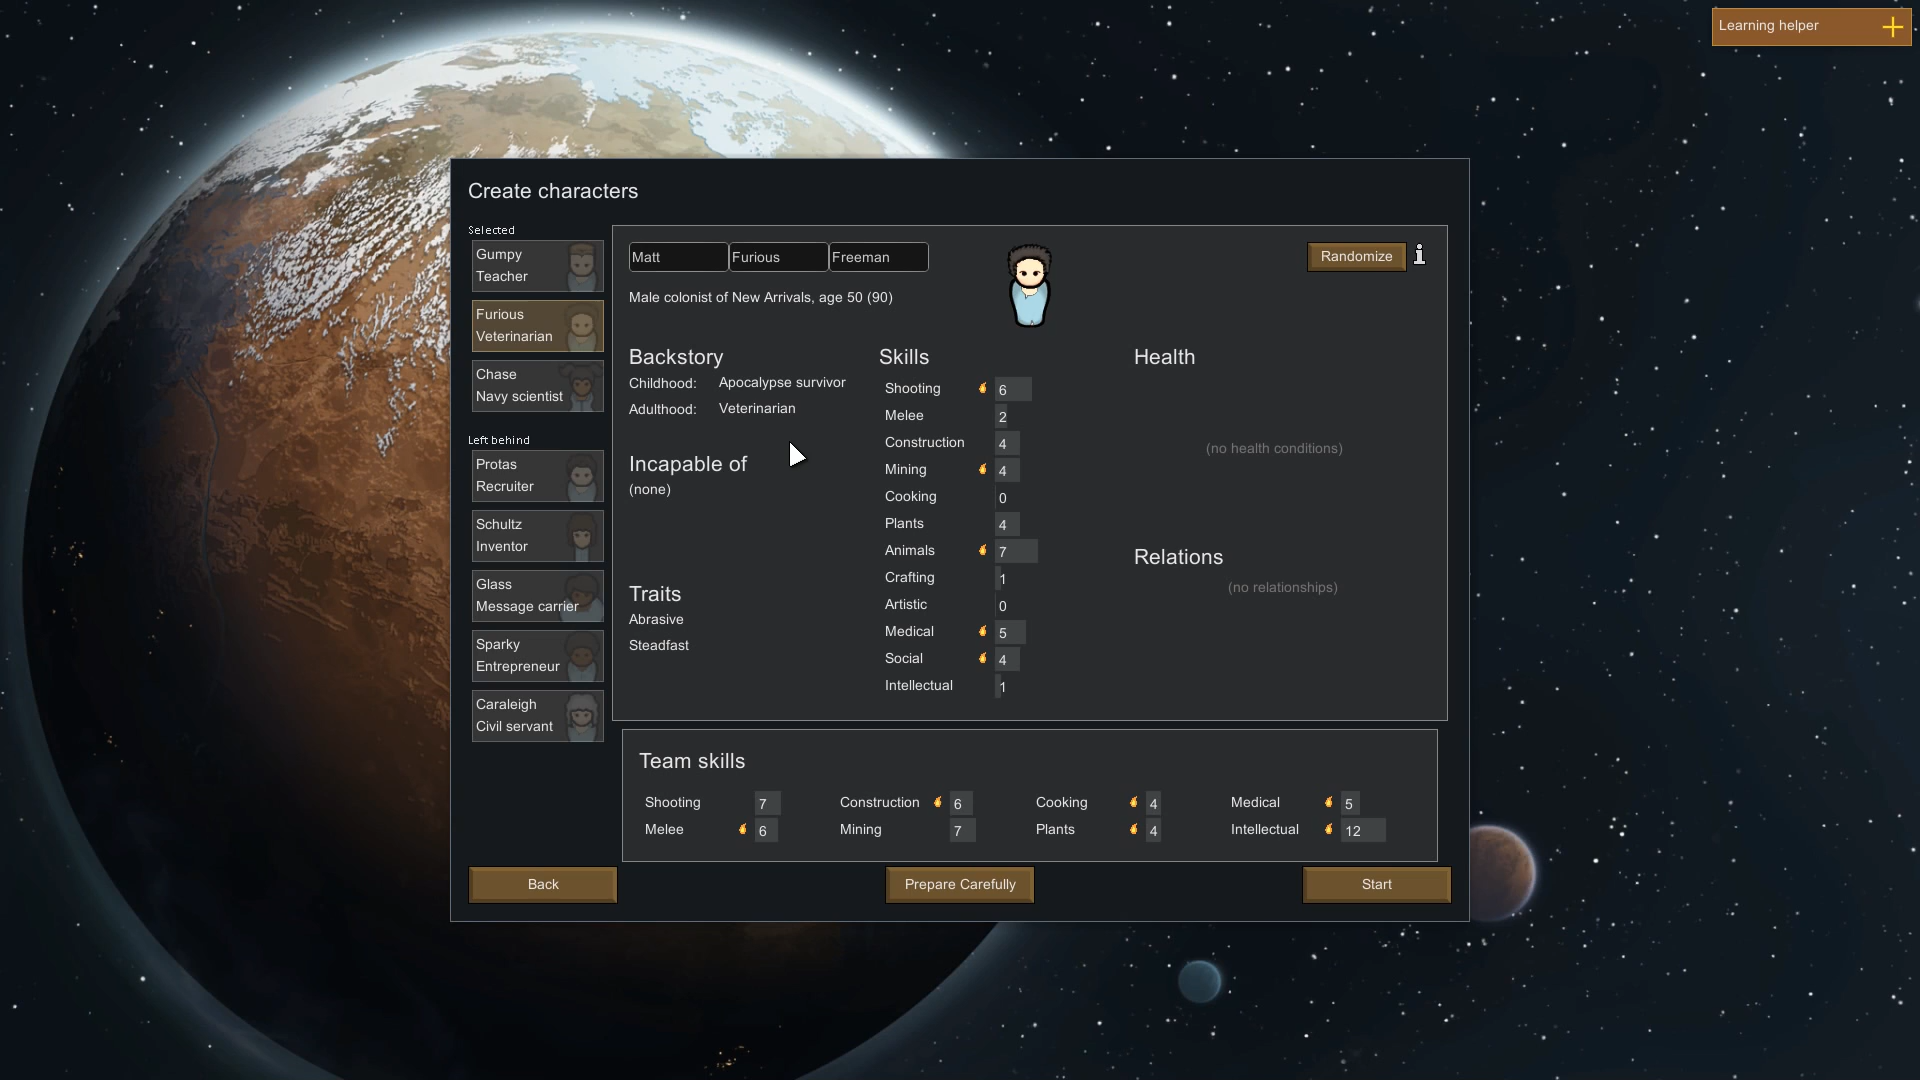 Learning helper
Create characters
Selected
Gumpy
Teacher
Furious
Veterinarian
Chase
Navy scientist
Left behind
Protas
Recruiter
Schultz
Inventor
Glass
Message carrier
Sparky
Entrepreneur
Caraleigh
Civil servant
Matt Furious Freeman
Randomize
Male colonist of New Arrivals, age 50 (90)
Backstory
Childhood: Apocalypse survivor
Adulthood: Veterinarian
Incapable of
(none)
Traits
Abrasive
Steadfast
Skills
Shooting 6
Melee 2
Construction 4
Mining 4
Cooking 0
Plants 4
Animals 7
Crafting 1
Artistic 0
Medical 5
Social 4
Intellectual 1
Health
(no health conditions)
Relations
(no relationships)
Team skills
Shooting 7 Construction 6 Cooking 4 Medical 5
Melee 6 Mining 7 Plants 4 Intellectual 12
Back
Prepare Carefully
Start